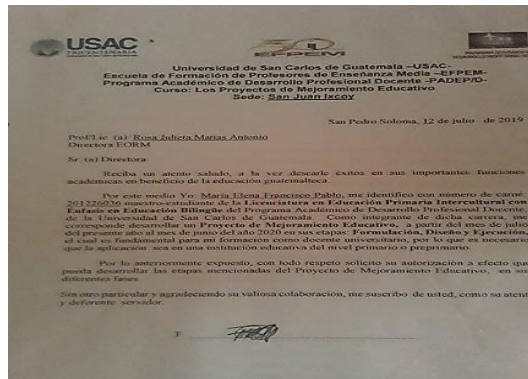 USAC
TRICENTENARIA
EFPEM
Universidad de San Carlos de Guatemala –USAC-
Escuela de Formación de Profesores de Enseñanza Media –EFPEM-
Programa Académico de Desarrollo Profesional Docente -PADEP/D-
Curso: Los Proyectos de Mejoramiento Educativo
Sede: San Juan Ixcoy
San Pedro Soloma, 12 de julio de 2019
Prof/Lic. (a): Rosa Julieta Matias Antonio
Directora EORM
Sr. (a) Directora
Reciba un atento saludo, a la vez desearle éxitos en sus importantes funciones
académicas en beneficio de la educación guatemalteca.
Por este medio Yo: María Elena Francisco Pablo, me identifico con número de carné
201226036 maestro-estudiante de la Licenciatura en Educación Primaria Intercultural con
Énfasis en Educación Bilingüe del Programa Académico de Desarrollo Profesional Docente,
de la Universidad de San Carlos de Guatemala. Como integrante de dicha carrera, me
corresponde desarrollar un Proyecto de Mejoramiento Educativo, a partir del mes de julio
del presente año al mes de junio del año 2020 en sus etapas: Formulación, Diseño y Ejecución,
el cual es fundamental para mi formación como docente universitario, por lo que es necesario
que la aplicación sea en una institución educativa del nivel primario o preprimario.
Por lo anteriormente expuesto, con todo respeto solicito su autorización a efecto que
pueda desarrollar las etapas mencionadas del Proyecto de Mejoramiento Educativo, en sus
diferentes fases.
Sin otro particular y agradeciendo su valiosa colaboración, me suscribo de usted, como su atent
y deferente servidor.
F.